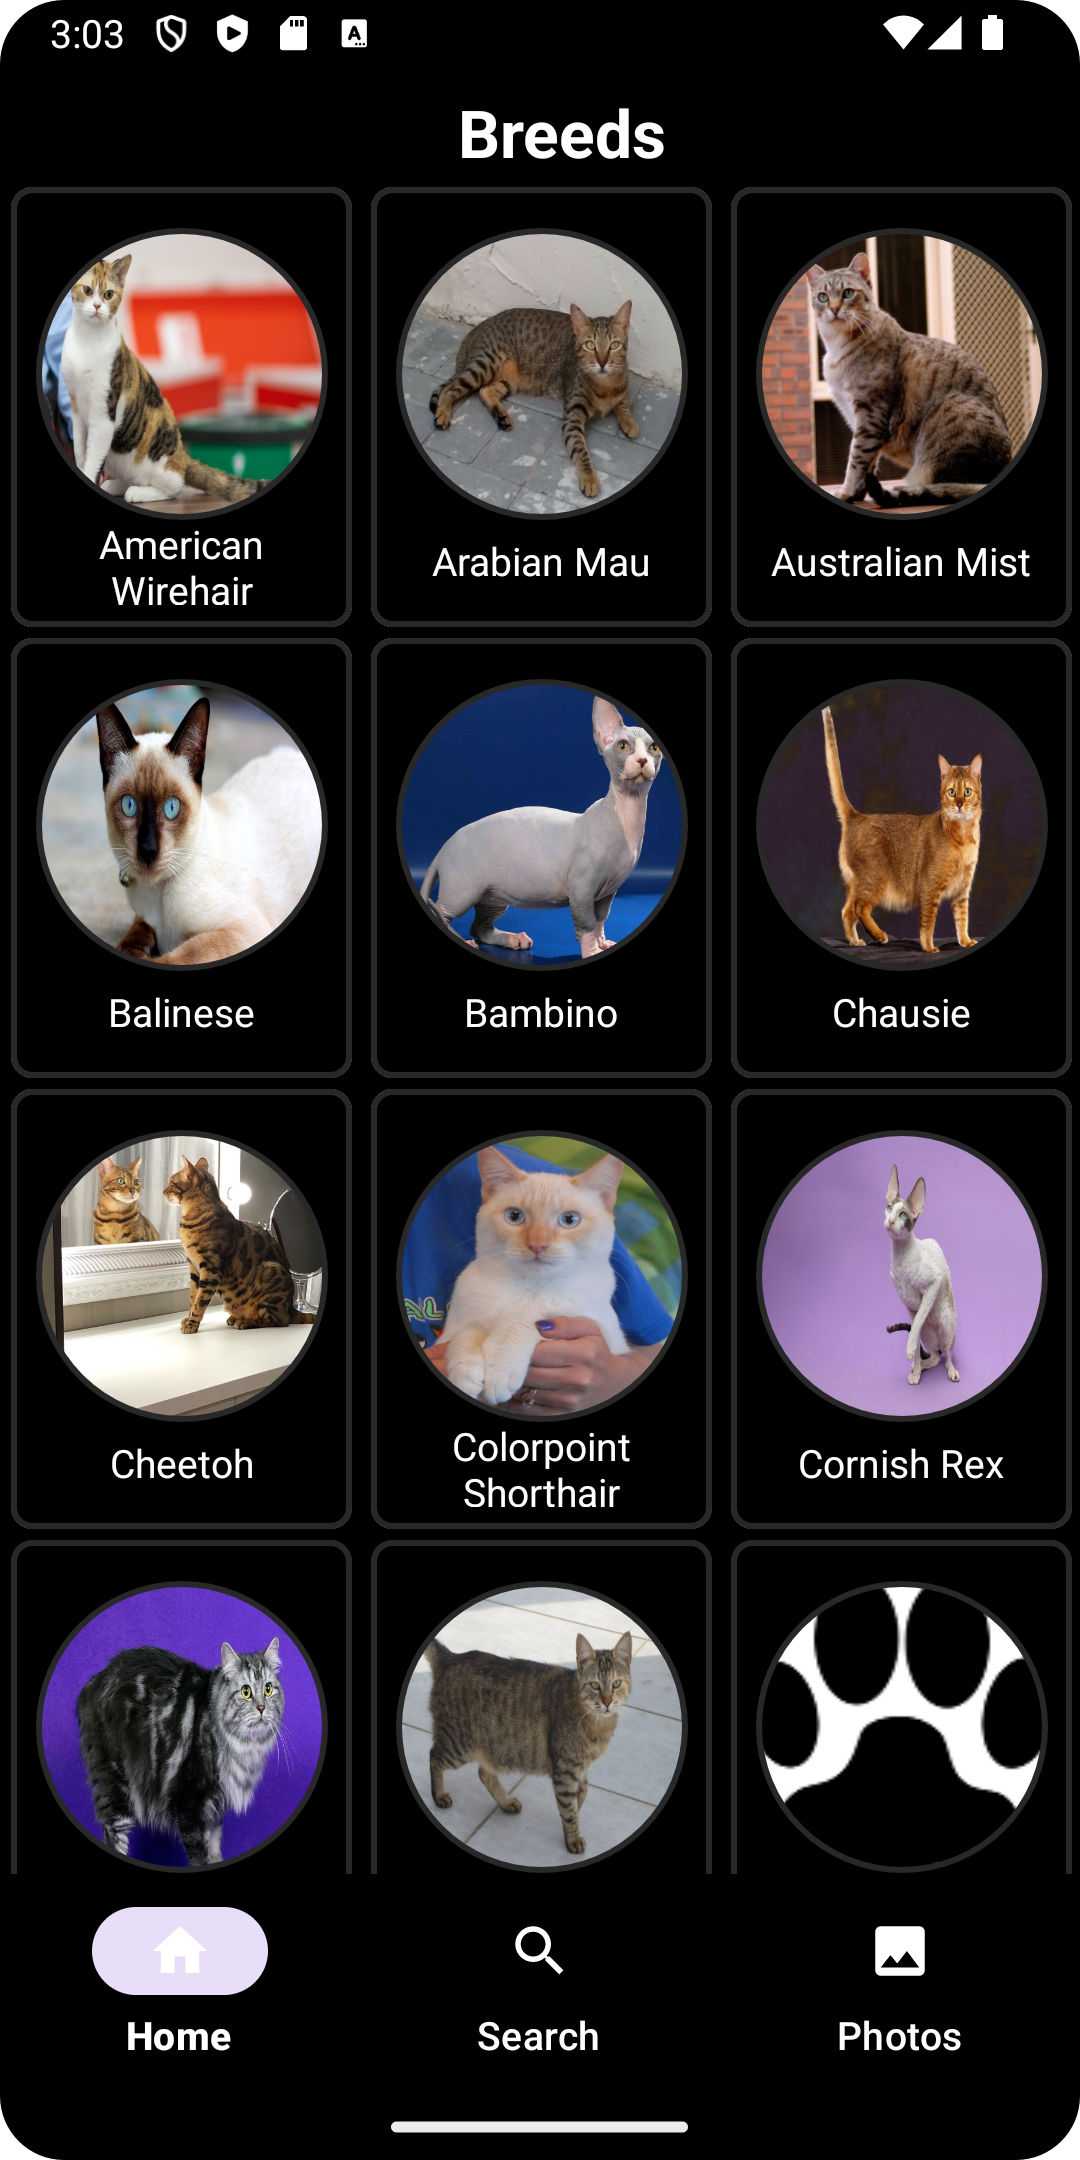 3:03
Breeds
American
Wirehair
Arabian Mau
Australian Mist
Balinese
Bambino
Chausie
Cheetoh
Colorpoint
Shorthair
Cornish Rex
Home
Search
Photos